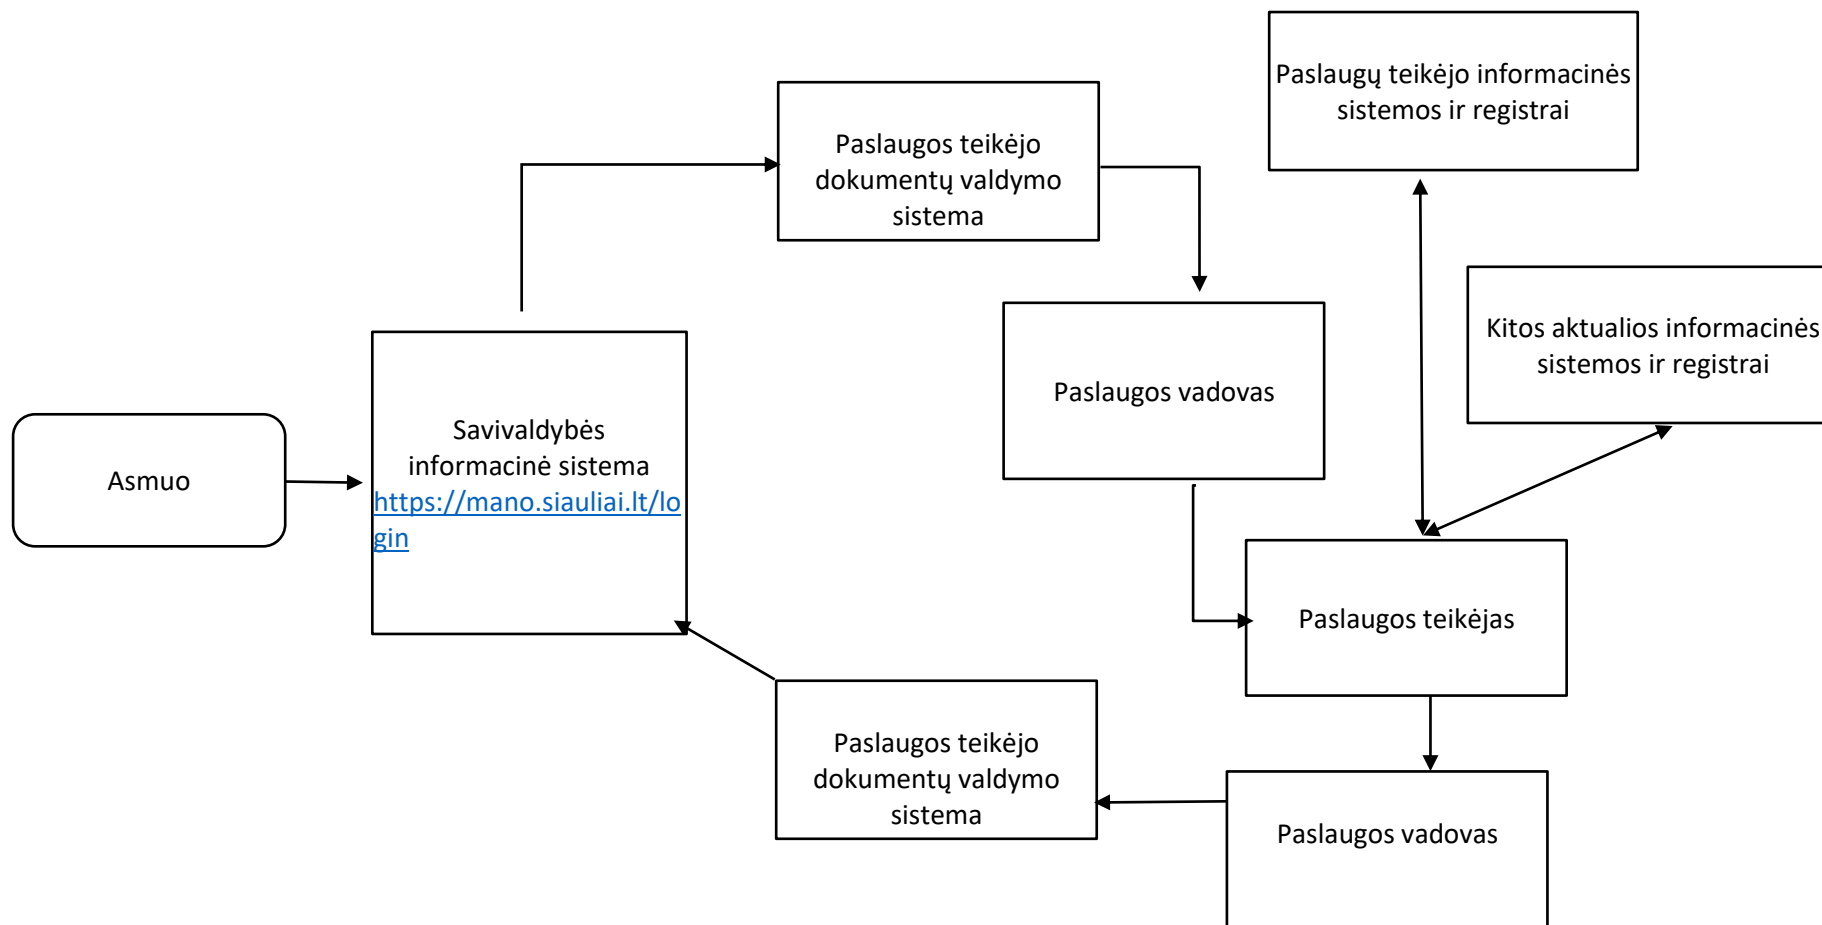 Paslaugų teikėjo informacinės
sistemos ir registrai
Paslaugos teikėjo
dokumentų valdymo
sistema
Kitos aktualios informacinės
sistemos ir registrai
Paslaugos vadovas
Savivaldybės
informacinė sistema
https://mano.siauliai.lt/lo
gin
Asmuo
Paslaugos teikėjas
Paslaugos teikėjo
dokumentų valdymo
sistema
Paslaugos vadovas